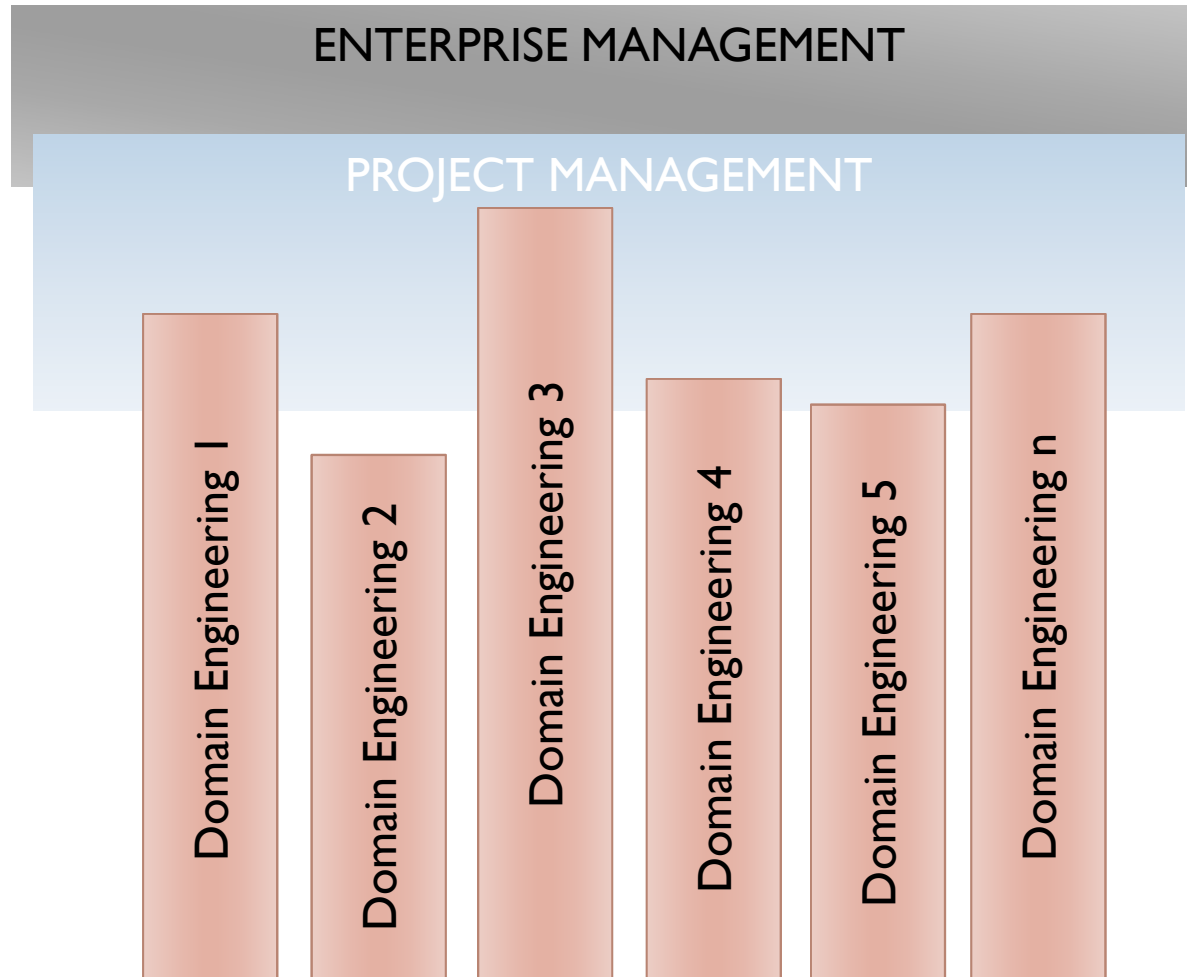 ENTERPRISE MANAGEMENT
PROJECT MANAGEMENT
Domain Engineering 1
Domain Engineering 2
Domain Engineering 3
Domain Engineering 4
Domain Engineering 5
Domain Engineering n